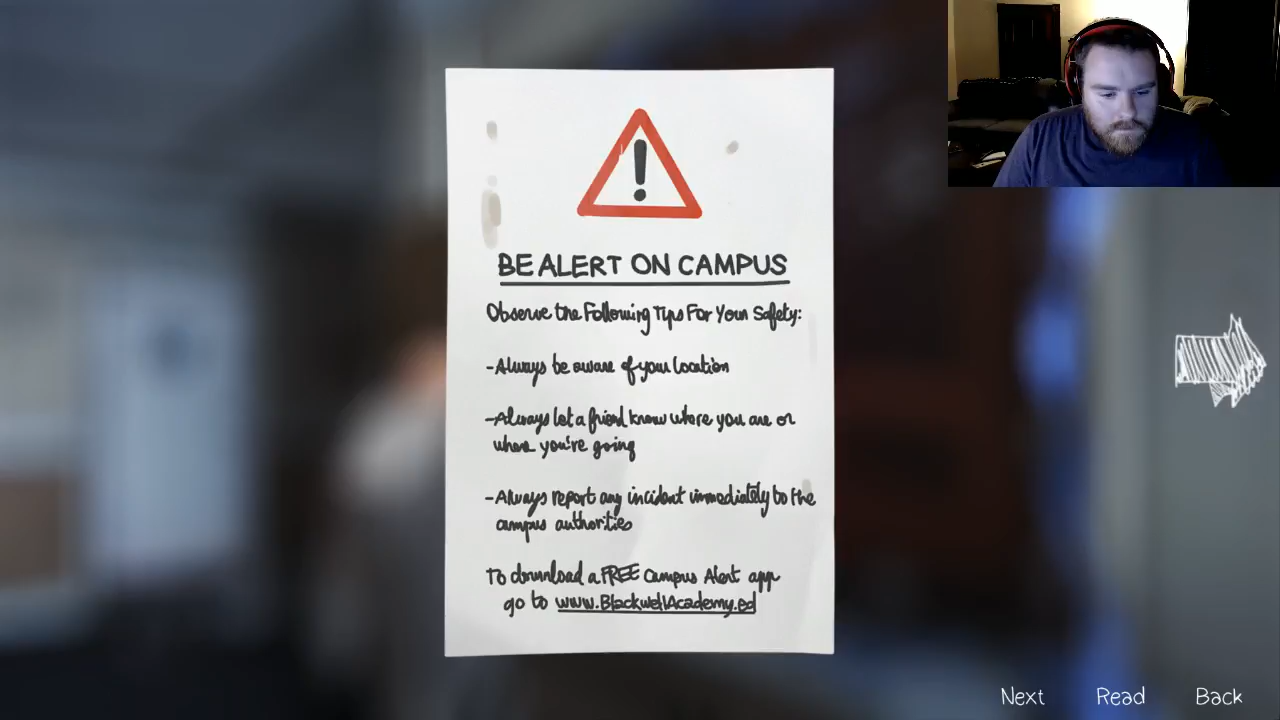 !
BE ALERT ON CAMPUS
Observe the Following Tips For Your Safety:
-Always be aware of your location
-Always let a friend know where you are or
where you're going
-Always report any incident immediately to the
campus authorities
To download a FREE Campus Alert app
go to www.BlackwellAcademy.ed
Next Read Back